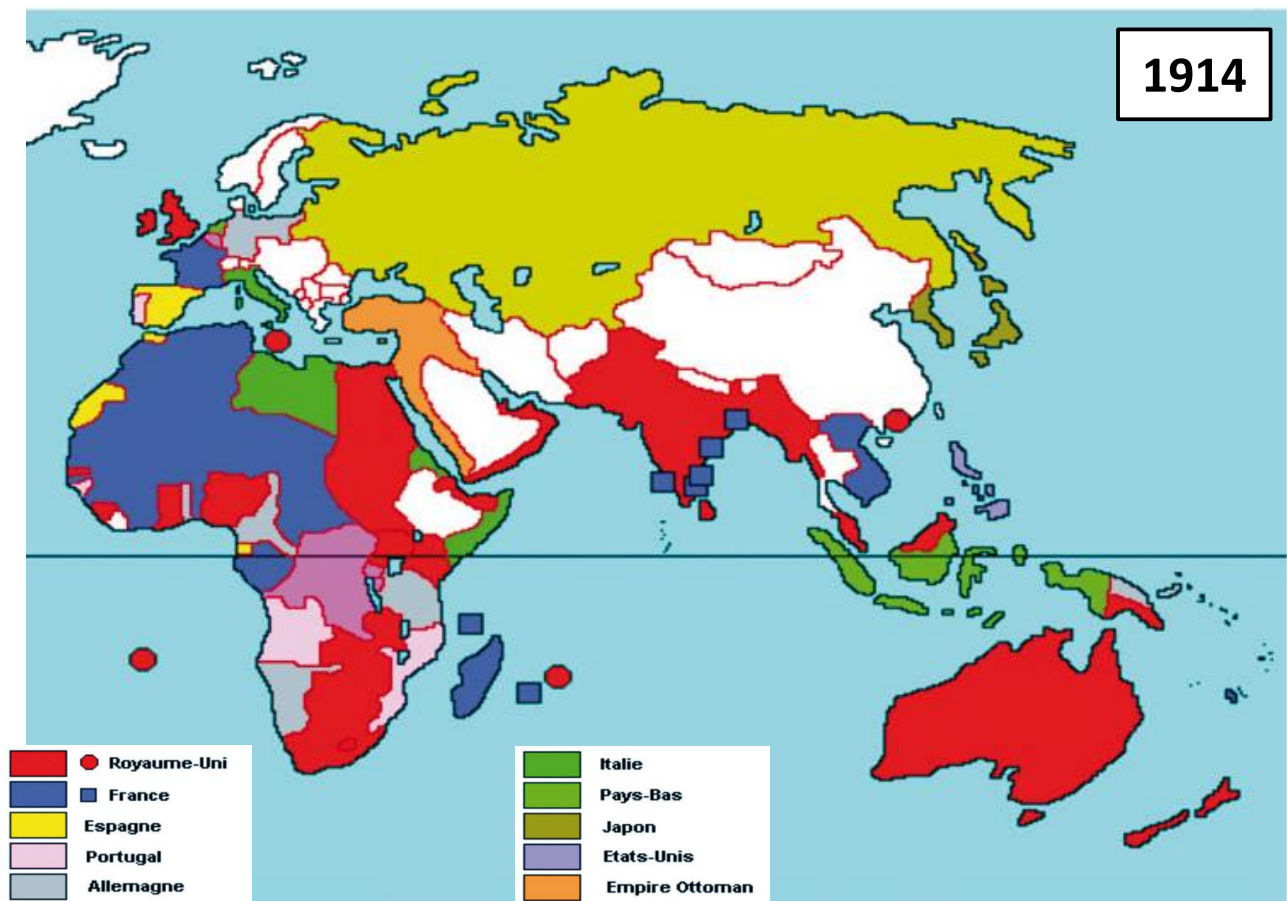 1914
Royaume-Uni
France
Espagne
Portugal
Allemagne
Italie
Pays-Bas
Japon
Etats-Unis
Empire Ottoman